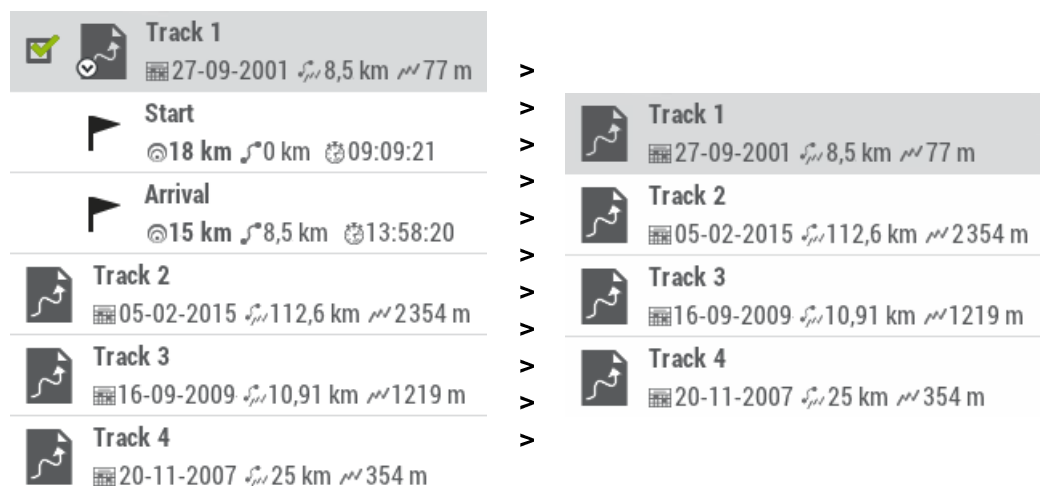 Track 1
27-09-2001 8,5 km 77 m
Start
18 km 0 km 09:09:21
Arrival
15 km 8,5 km 13:58:20
Track 2
05-02-2015 112,6 km 2354 m
Track 3
16-09-2009 10,91 km 1219 m
Track 4
20-11-2007 25 km 354 m
>
>
>
>
>
>
>
>
>
>
>
Track 1
27-09-2001 8,5 km 77 m
Track 2
05-02-2015 112,6 km 2354 m
Track 3
16-09-2009 10,91 km 1219 m
Track 4
20-11-2007 25 km 354 m